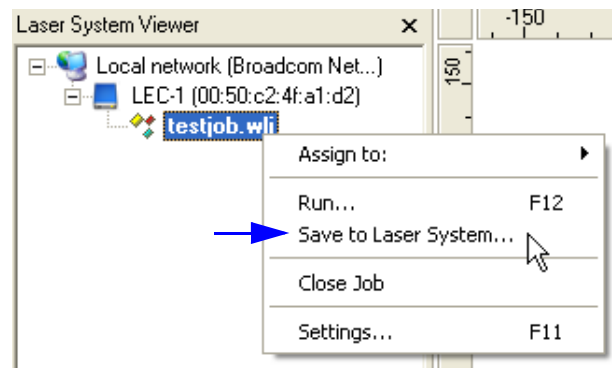 Laser System Viewer
-150
150
Local network (Broadcom Net...)
LEC-1 (00:50:c2:4f:a1:d2)
testjob.wlj
Assign to:
Run... F12
Save to Laser System...
Close Job
Settings... F11